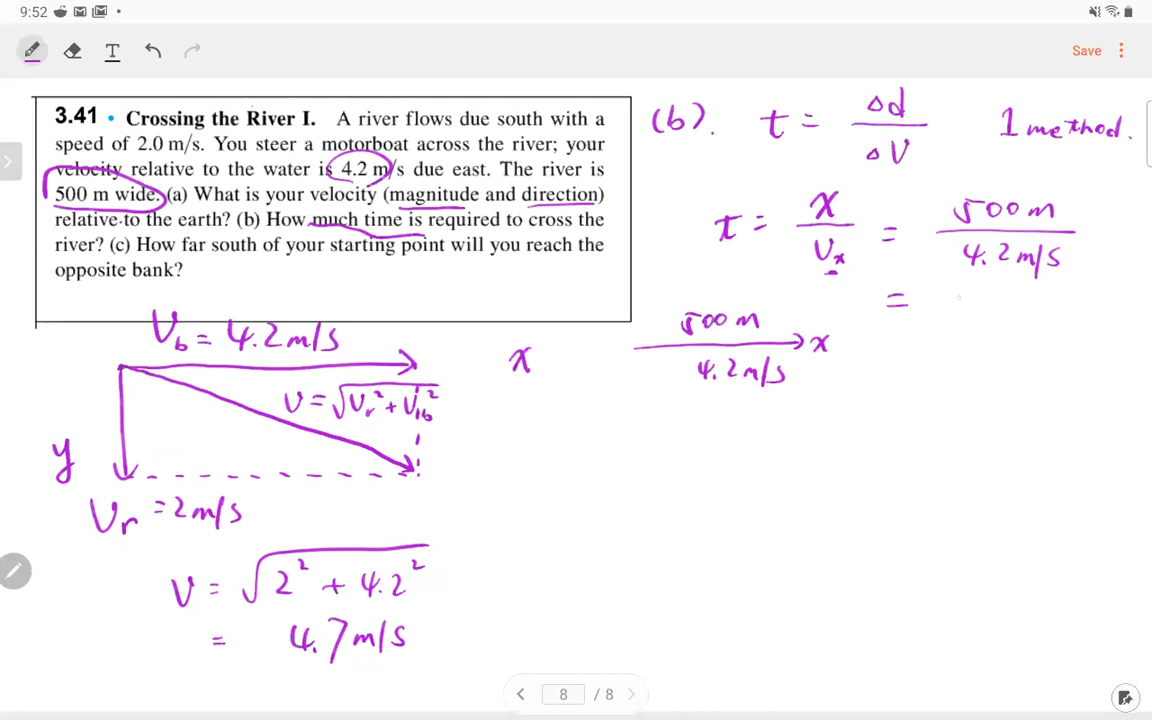 9:52
T
Save
3.41 • Crossing the River I. A river flows due south with a
speed of 2.0 m/s. You steer a motorboat across the river; your
velocity relative to the water is 4.2 m/s due east. The river is
500 m wide. (a) What is your velocity (magnitude and direction)
relative to the earth? (b) How much time is required to cross the
river? (c) How far south of your starting point will you reach the
opposite bank?
(b). t = Δd / ΔV 1 method.
t = x / Vx = 500 m / 4.2 m/s
=
500 m
x
4.2 m/s
Vb = 4.2 m/s
x
V = √Vr² + Vb²
y
Vr = 2 m/s
V = √2² + 4.2²
= 4.7 m/s
8 / 8